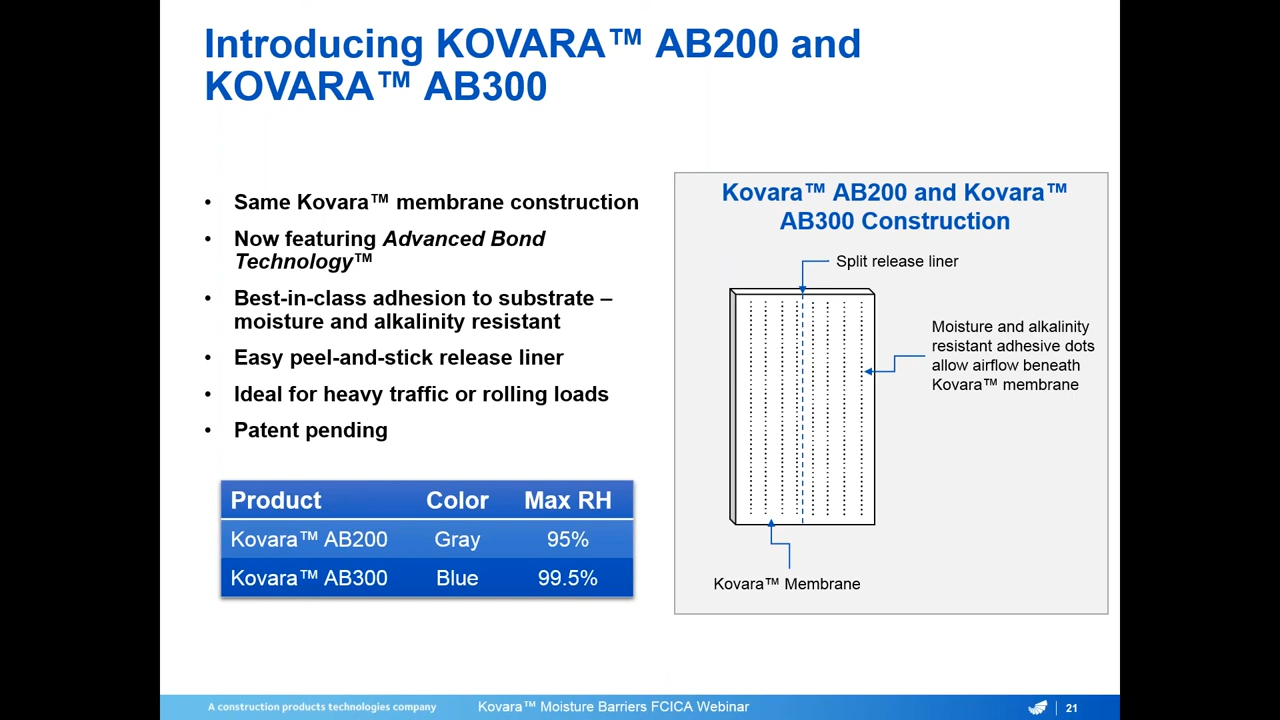 Introducing KOVARA™ AB200 and
KOVARA™ AB300
• Same Kovara™ membrane construction
• Now featuring Advanced Bond
Technology™
• Best-in-class adhesion to substrate –
moisture and alkalinity resistant
• Easy peel-and-stick release liner
• Ideal for heavy traffic or rolling loads
• Patent pending
Product Color Max RH
Kovara™ AB200 Gray 95%
Kovara™ AB300 Blue 99.5%
Kovara™ AB200 and Kovara™
AB300 Construction
Split release liner
Moisture and alkalinity
resistant adhesive dots
allow airflow beneath
Kovara™ membrane
Kovara™ Membrane
A construction products technologies company
Kovara™ Moisture Barriers FCICA Webinar
21